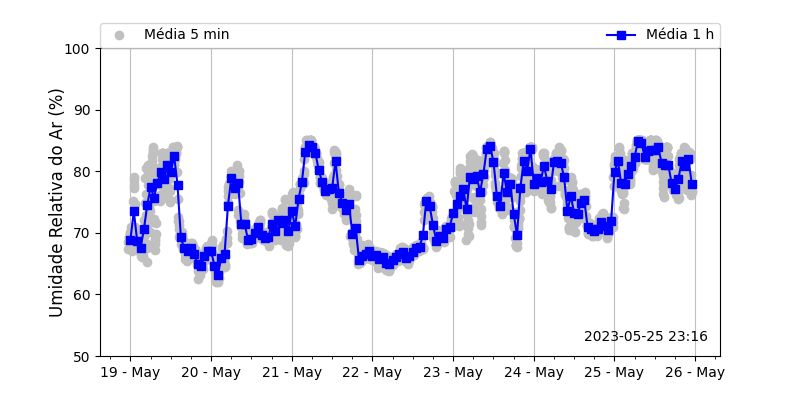 Média 5 min
Média 1 h
Umidade Relativa do Ar (%)
100
90
80
70
60
50
2023-05-25 23:16
19 - May
20 - May
21 - May
22 - May
23 - May
24 - May
25 - May
26 - May